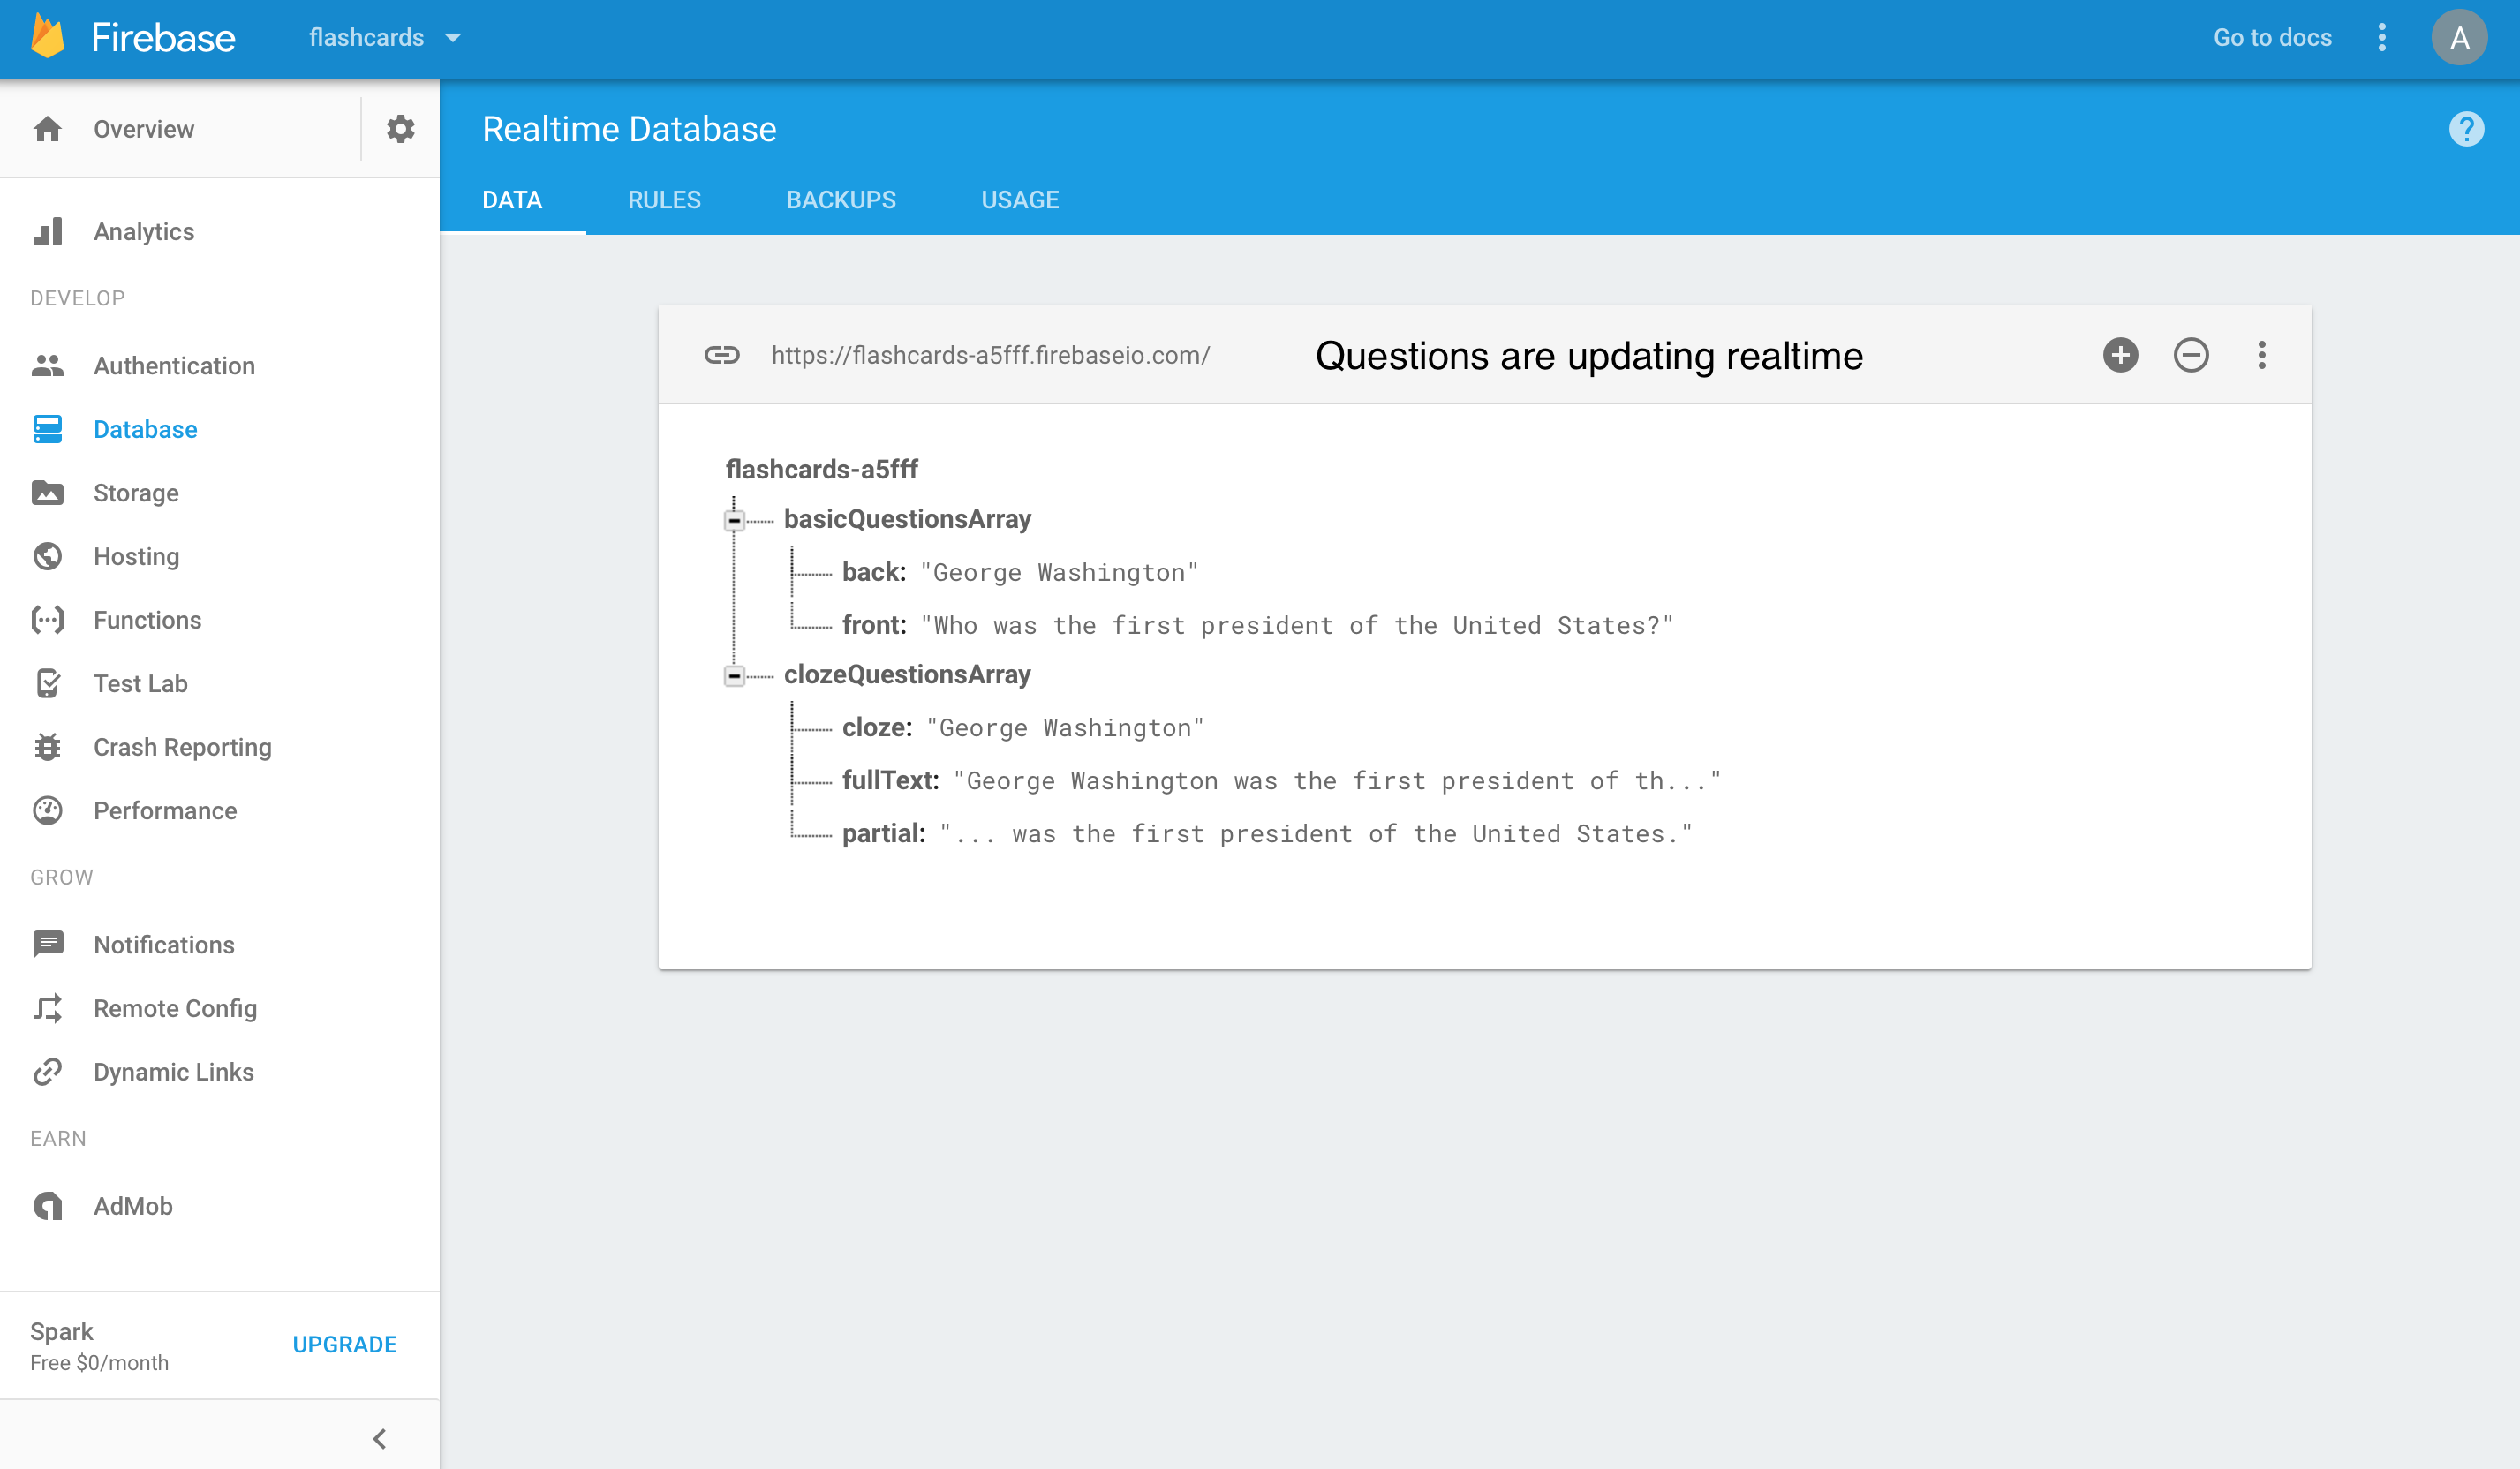 Firebase
flashcards
Go to docs
A
Overview
Realtime Database
?
DATA
RULES
BACKUPS
USAGE
Analytics
DEVELOP
Authentication
Database
Storage
Hosting
Functions
Test Lab
Crash Reporting
Performance
GROW
Notifications
Remote Config
Dynamic Links
EARN
AdMob
Spark
Free $0/month
UPGRADE
https://flashcards-a5fff.firebaseio.com/
Questions are updating realtime
flashcards-a5fff
basicQuestionsArray
back: "George Washington"
front: "Who was the first president of the United States?"
clozeQuestionsArray
cloze: "George Washington"
fullText: "George Washington was the first president of th..."
partial: "... was the first president of the United States."